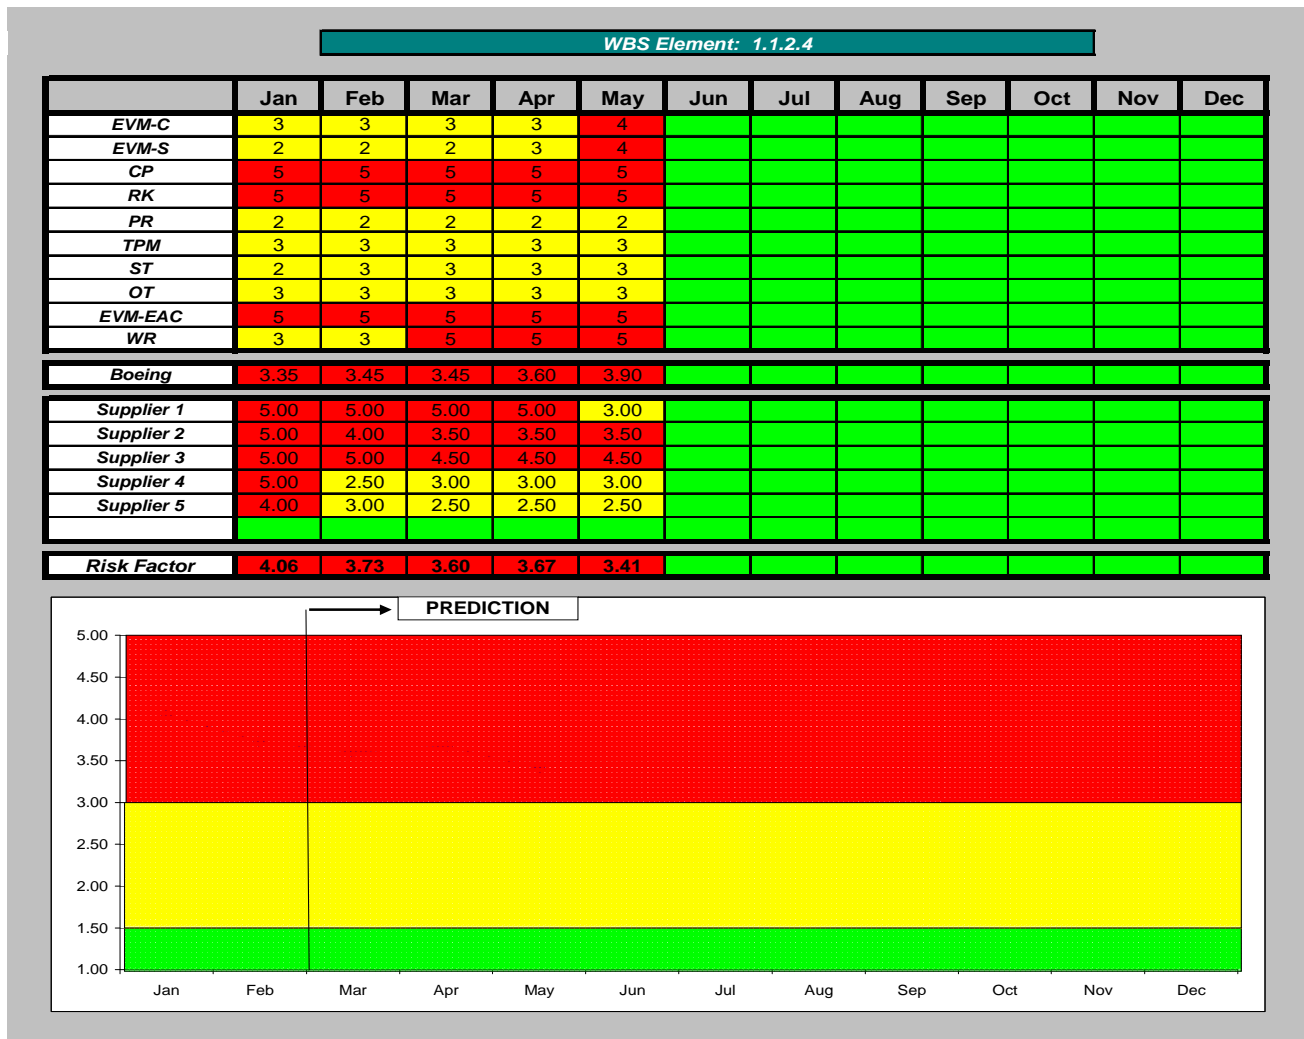 WBS Element: 1.1.2.4
Jan Feb Mar Apr May Jun Jul Aug Sep Oct Nov Dec
EVM-C 3 3 3 3 4
EVM-S 2 2 2 3 4
CP 5 5 5 5 5
RK 5 5 5 5 5
PR 2 2 2 2 2
TPM 3 3 3 3 3
ST 2 3 3 3 3
OT 3 3 3 3 3
EVM-EAC 5 5 5 5 5
WR 3 3 5 5 5
Boeing 3.35 3.45 3.45 3.60 3.90
Supplier 1 5.00 5.00 5.00 5.00 3.00
Supplier 2 5.00 4.00 3.50 3.50 3.50
Supplier 3 5.00 5.00 4.50 4.50 4.50
Supplier 4 5.00 2.50 3.00 3.00 3.00
Supplier 5 4.00 3.00 2.50 2.50 2.50
Risk Factor 4.06 3.73 3.60 3.67 3.41
PREDICTION
5.00
4.50
4.00
3.50
3.00
2.50
2.00
1.50
1.00
Jan Feb Mar Apr May Jun Jul Aug Sep Oct Nov Dec